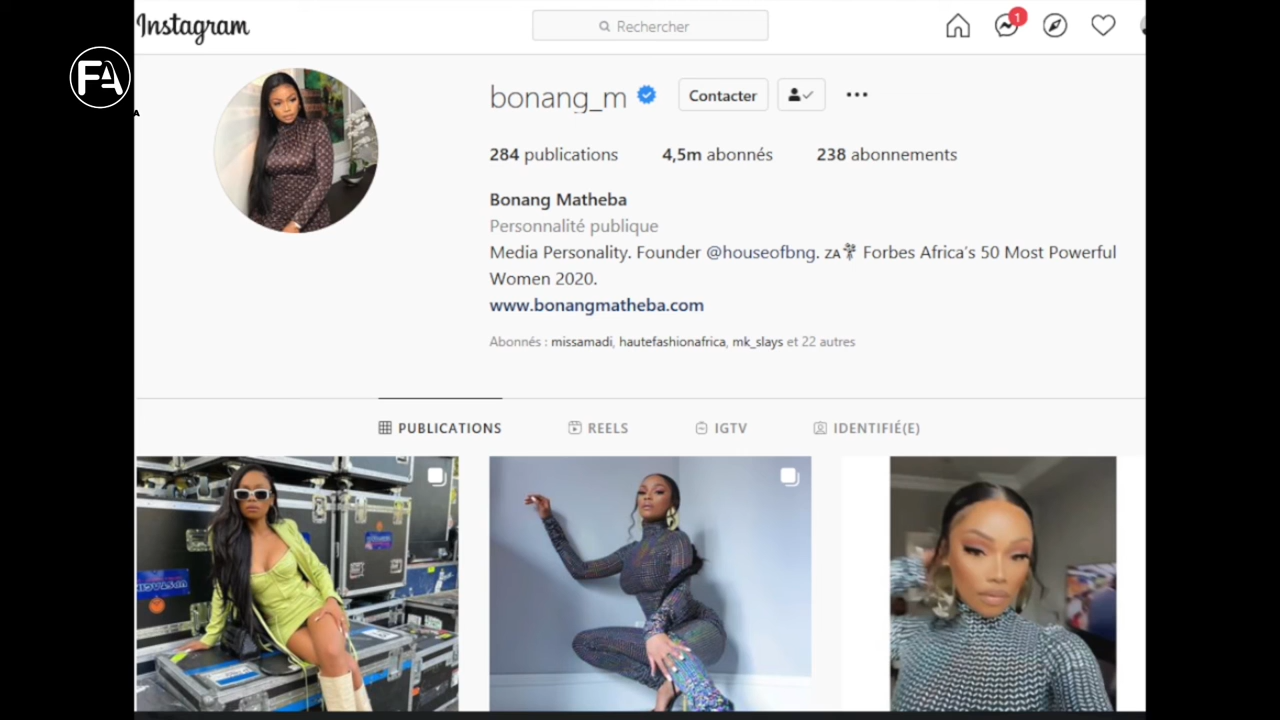 Instagram
Rechercher
1
FA
A
bonang_m
Contacter
284 publications 4,5m abonnés 238 abonnements
Bonang Matheba
Personnalité publique
Media Personality. Founder @houseofbng. ZA Forbes Africa's 50 Most Powerful
Women 2020.
www.bonangmatheba.com
Abonnés : missamadi, hautefashionafrica, mk_slays et 22 autres
PUBLICATIONS REELS IGTV IDENTIFIÉ(E)